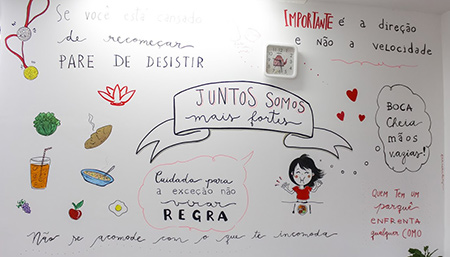 Se você está cansado
de recomeçar
PARE DE DESISTIR
IMPORTANTE é a direção
e não a velocidade
JUNTOS SOMOS
mais fortes
BOCA
Cheia
mãos
vazias!
Cuidado para
a exceção não
virar
REGRA
QUEM TEM UM
porquê
ENFRENTA
qualquer COMO
Não se acomode com o que te incomoda